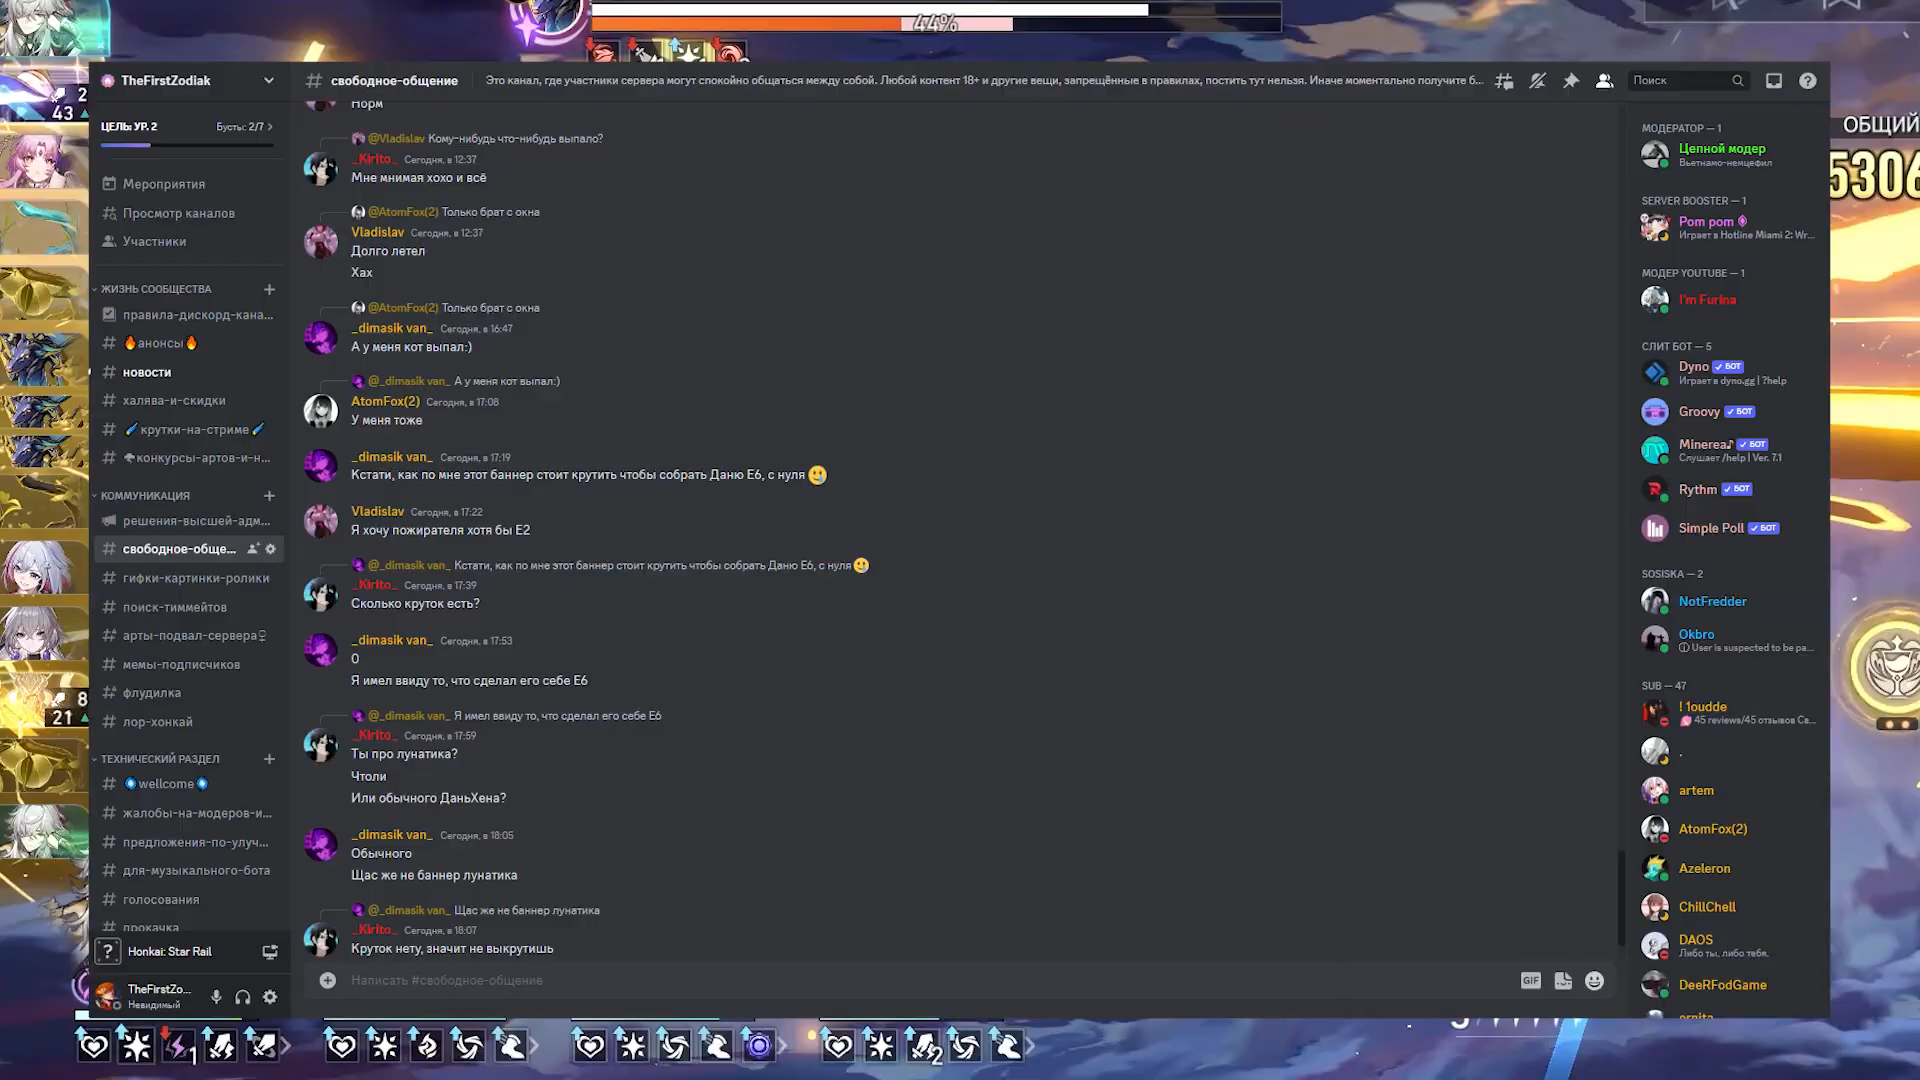 44%
2
43
8
21
ОБЩИЙ
5306
TheFirstZodiak
ЦЕЛЬ: УР. 2
Бусты: 2/7
Мероприятия
Просмотр каналов
Участники
ЖИЗНЬ СООБЩЕСТВА
правила-дискорд-кана...
🔥анонсы🔥
новости
халява-и-скидки
крутки-на-стриме
конкурсы-артов-и-н...
КОММУНИКАЦИЯ
решения-высшей-адм...
свободное-обще...
гифки-картинки-ролики
поиск-тиммейтов
арты-подвал-сервера
мемы-подписчиков
флудилка
лор-хонкай
ТЕХНИЧЕСКИЙ РАЗДЕЛ
wellcome
жалобы-на-модеров-и...
предложения-по-улуч...
для-музыкального-бота
голосования
прокачка
Honkai: Star Rail
TheFirstZo...
Невидимый
свободное-общение
Это канал, где участники сервера могут спокойно общаться между собой. Любой контент 18+ и другие вещи, запрещённые в правилах, постить тут нельзя. Иначе моментально получите б...
Поиск
Норм
@Vladislav Кому-нибудь что-нибудь выпало?
_Kirito_ Сегодня, в 12:37
Мне мнимая хохо и всё
@AtomFox(2) Только брат с окна
Vladislav Сегодня, в 12:37
Долго летел
Хах
@AtomFox(2) Только брат с окна
_dimasik van_ Сегодня, в 16:47
А у меня кот выпал:)
@_dimasik van_ А у меня кот выпал:)
AtomFox(2) Сегодня, в 17:08
У меня тоже
_dimasik van_ Сегодня, в 17:19
Кстати, как по мне этот баннер стоит крутить чтобы собрать Даню Е6, с нуля 🥲
Vladislav Сегодня, в 17:22
Я хочу пожирателя хотя бы Е2
@_dimasik van_ Кстати, как по мне этот баннер стоит крутить чтобы собрать Даню Е6, с нуля 🥲
_Kirito_ Сегодня, в 17:39
Сколько круток есть?
_dimasik van_ Сегодня, в 17:53
0
Я имел ввиду то, что сделал его себе Е6
@_dimasik van_ Я имел ввиду то, что сделал его себе Е6
_Kirito_ Сегодня, в 17:59
Ты про лунатика?
Чтоли
Или обычного ДаньХена?
_dimasik van_ Сегодня, в 18:05
Обычного
Щас же не баннер лунатика
@_dimasik van_ Щас же не баннер лунатика
_Kirito_ Сегодня, в 18:07
Круток нету, значит не выкрутишь
Написать #свободное-общение
GIF
МОДЕРАТОР — 1
Цепной модер
Вьетнамо-немцефил
SERVER BOOSTER — 1
Pom pom
Играет в Hotline Miami 2: Wr...
МОДЕР YOUTUBE — 1
I'm Furina
СЛИТ БОТ — 5
Dyno ✓ БОТ
Играет в dyno.gg | ?help
Groovy ✓ БОТ
Minerea♪ ✓ БОТ
Слушает /help | Ver. 7.1
Rythm ✓ БОТ
Simple Poll ✓ БОТ
SOSISKA — 2
NotFredder
Okbro
User is suspected to be pa...
SUB — 47
! 1oudde
45 reviews/45 отзывов Св...
.
artem
AtomFox(2)
Azeleron
ChillChell
DAOS
Либо ты, либо тебя.
DeeRFodGame
1
2